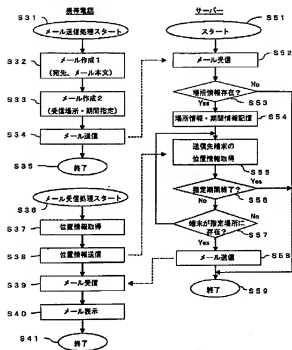 携帯電話
S31
メール送信処理スタート
S32
メール作成1
(宛先、メール本文)
S33
メール作成2
(受信場所・期間指定)
S34
メール送信
S35
終了
S36
メール受信処理スタート
S37
位置情報取得
S38
位置情報送信
S39
メール受信
S40
メール表示
S41
終了
サーバー
S51
スタート
S52
メール受信
場所情報存在?
No
Yes
S53
S54
場所情報・期間情報配信
送信先端末の
位置情報取得
S55
指定期間終了?
Yes
No
S56
S57
端末が指定場所に
存在?
No
Yes
S58
メール送信
終了
S59